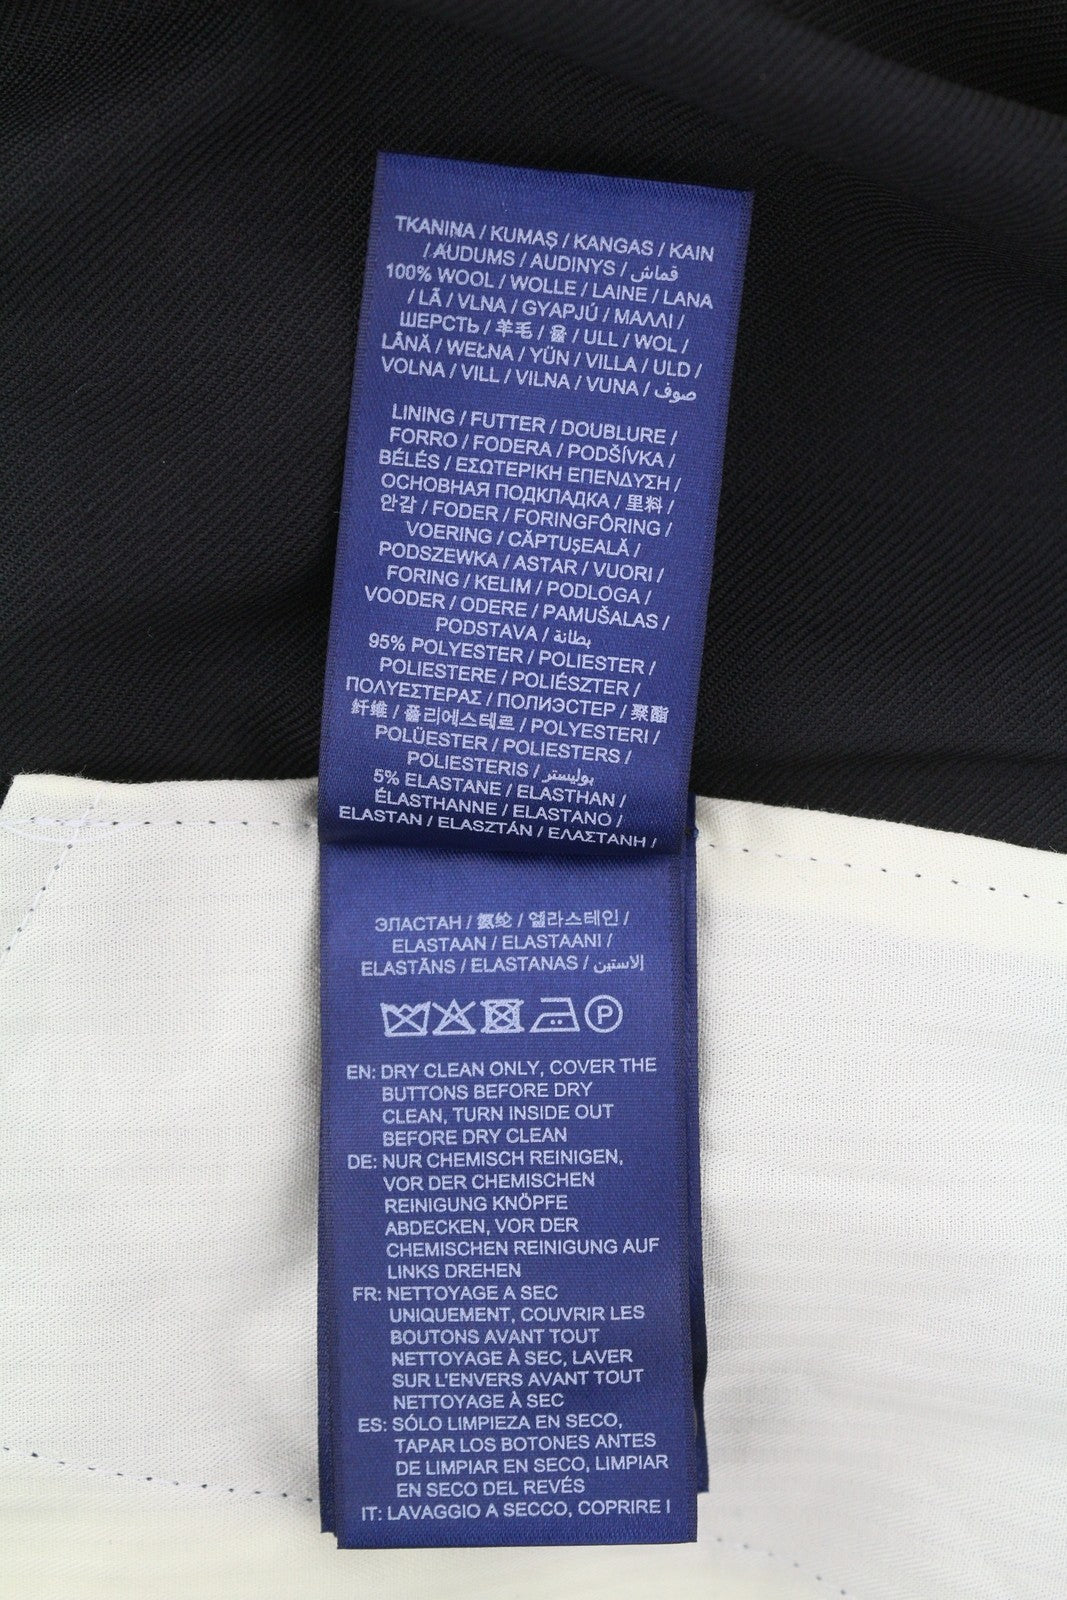 TKANINA / KUMAŞ / KANGAS / KAIN
/ AUDUMS / AUDINYS / قماش
100% WOOL / WOLLE / LAINE / LANA
/ LÃ / VLNA / GYAPJÚ / ΜΑΛΛΙ /
ШЕРСТЬ / 羊毛 / 울 / ULL / WOL /
LÂNĂ / WEŁNA / YÜN / VILLA / ULD /
VOLNA / VILL / VILNA / VUNA / صوف
LINING / FUTTER / DOUBLURE /
FORRO / FODERA / PODŠÍVKA /
BÉLÉS / ΕΣΩΤΕΡΙΚΗ ΕΠΕΝΔΥΣΗ /
ОСНОВНАЯ ПОДКЛАДКА / 里料 /
안감 / FODER / FORINGFÔRING /
VOERING / CĂPTUȘEALĂ /
PODSZEWKA / ASTAR / VUORI /
FORING / KELIM / PODLOGA /
VOODER / ODERE / PAMUŠALAS /
PODSTAVA / بطانة
95% POLYESTER / POLIESTER /
POLIESTERE / POLIÉSZTER /
ΠΟΛΥΕΣΤΕΡΑΣ / ПОЛИЭСТЕР / 聚酯
纤维 / 폴리에스테르 / POLYESTERI /
POLÜESTER / POLIESTERS /
POLIESTERIS / بوليستر
5% ELASTANE / ELASTHAN /
ÉLASTHANNE / ELASTANO /
ELASTAN / ELASZTÁN / ΕΛΑΣΤΑΝΗ /
ЭЛАСТАН / 氨纶 / 엘라스테인 /
ELASTAAN / ELASTAANI /
ELASTĀNS / ELASTANAS / إلاستين
P
EN: DRY CLEAN ONLY, COVER THE
BUTTONS BEFORE DRY
CLEAN, TURN INSIDE OUT
BEFORE DRY CLEAN
DE: NUR CHEMISCH REINIGEN,
VOR DER CHEMISCHEN
REINIGUNG KNÖPFE
ABDECKEN, VOR DER
CHEMISCHEN REINIGUNG AUF
LINKS DREHEN
FR: NETTOYAGE A SEC
UNIQUEMENT, COUVRIR LES
BOUTONS AVANT TOUT
NETTOYAGE À SEC, LAVER
SUR L'ENVERS AVANT TOUT
NETTOYAGE À SEC
ES: SÓLO LIMPIEZA EN SECO,
TAPAR LOS BOTONES ANTES
DE LIMPIAR EN SECO, LIMPIAR
EN SECO DEL REVÉS
IT: LAVAGGIO A SECCO, COPRIRE I